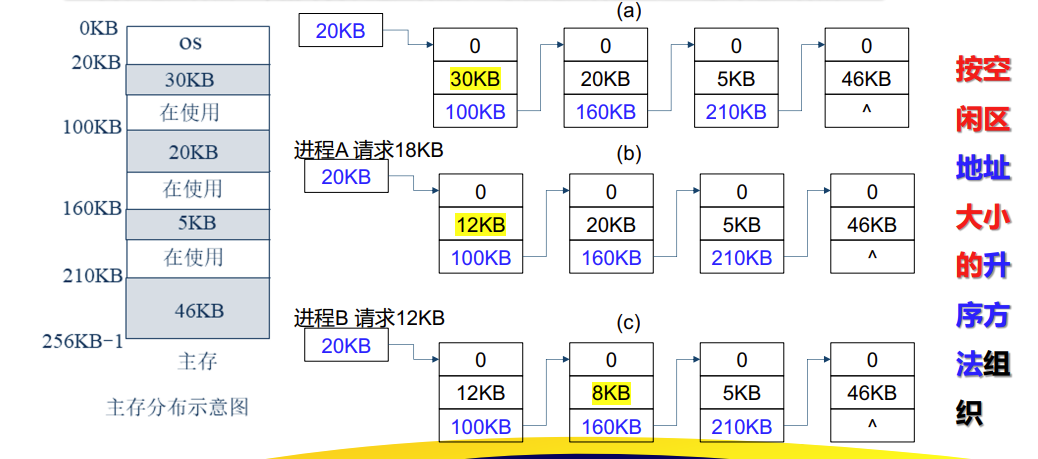 0KB
os
20KB
30KB
在使用
100KB
20KB
在使用
160KB
5KB
在使用
210KB
46KB
256KB-1
主存
主存分布示意图
(a)
20KB
0
30KB
100KB
0
20KB
160KB
0
5KB
210KB
0
46KB
^
进程A 请求18KB
(b)
20KB
0
12KB
100KB
0
20KB
160KB
0
5KB
210KB
0
46KB
^
进程B 请求12KB
(c)
20KB
0
12KB
100KB
0
8KB
160KB
0
5KB
210KB
0
46KB
^
按空
闲区
地址
大小
的升
序方
法组
织